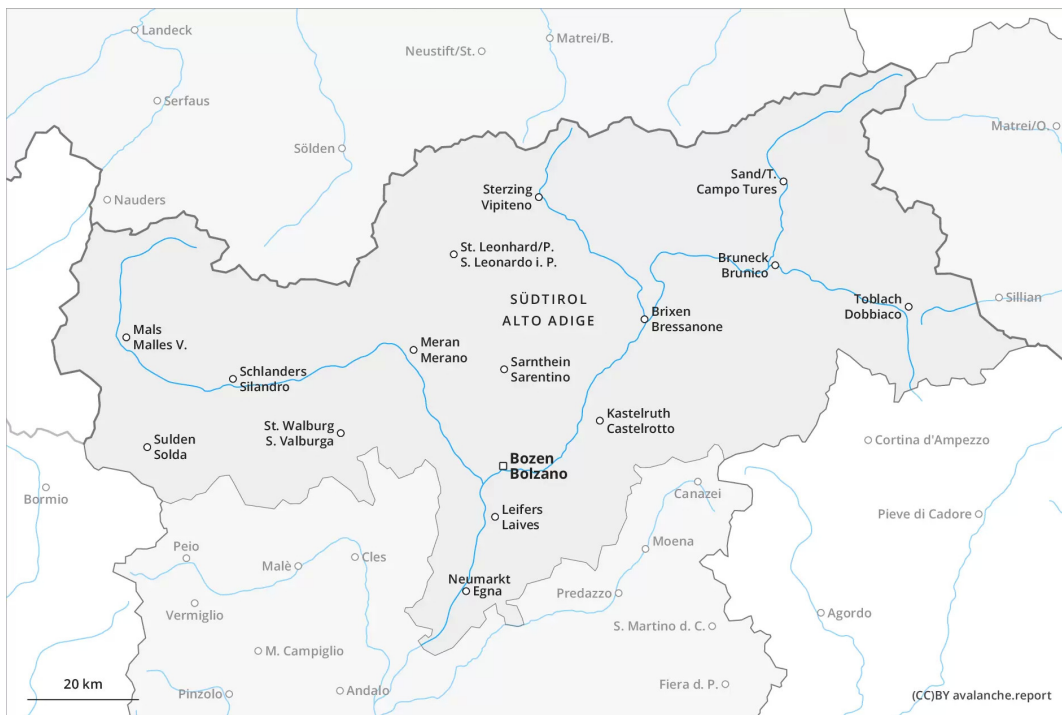 Landeck
Neustift/St.
Matrei/B.
Serfaus
Sölden
Matrei/O.
Nauders
Sterzing
Vipiteno
Sand/T.
Campo Tures
St. Leonhard/P.
S. Leonardo i. P.
Bruneck
Brunico
SÜDTIROL
ALTO ADIGE
Toblach
Dobbiaco
Sillian
Brixen
Bressanone
Mals
Malles V.
Meran
Merano
Sarnthein
Sarentino
Schlanders
Silandro
Kastelruth
Castelrotto
St. Walburg
S. Valburga
Sulden
Solda
Cortina d'Ampezzo
Bozen
Bolzano
Bormio
Canazei
Leifers
Laives
Pieve di Cadore
Moena
Peio
Malè
Cles
Neumarkt
Egna
Predazzo
Vermiglio
Agordo
S. Martino d. C.
M. Campiglio
Fiera d. P.
20 km
Pinzolo
Andalo
(CC)BY avalanche.report